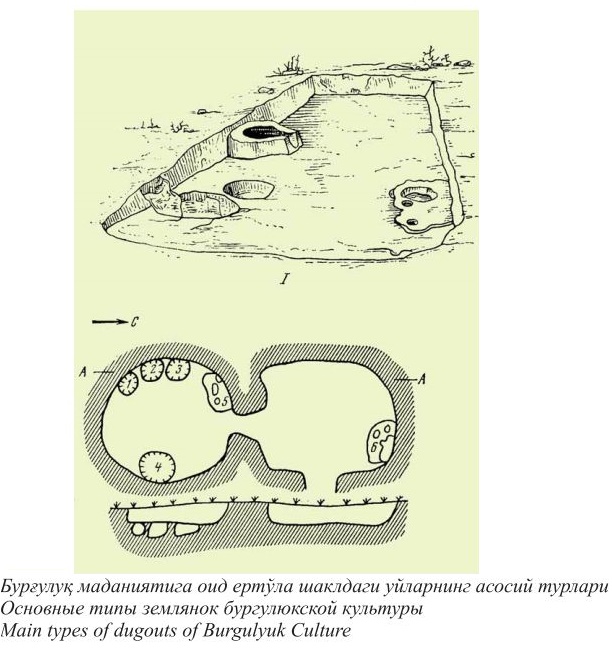 I
С
А
А
1
2
3
4
5
6
Бурғулуқ маданиятига оид ертўла шаклдаги уйларнинг асосий турлари
Основные типы землянок бургулюкской культуры
Main types of dugouts of Burgulyuk Culture